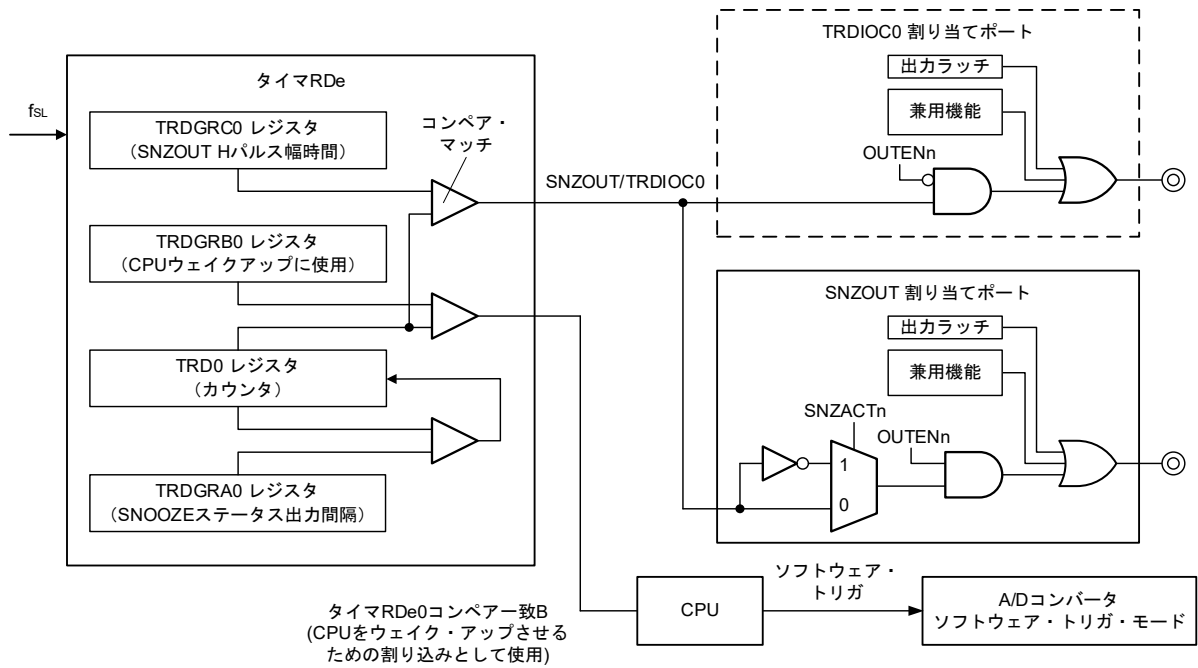 fSL
タイマRDe
TRDGRC0 レジスタ
(SNZOUT Hパルス幅時間)
コンペア・
マッチ
TRDGRB0 レジスタ
(CPUウェイクアップに使用)
TRD0 レジスタ
(カウンタ)
TRDGRA0 レジスタ
(SNOOZEステータス出力間隔)
SNZOUT/TRDIOC0
TRDIOC0 割り当てポート
出力ラッチ
兼用機能
OUTENn
SNZOUT 割り当てポート
出力ラッチ
兼用機能
SNZACTn
OUTENn
1
0
タイマRDe0コンペアー致B
(CPUをウェイク・アップさせる
ための割り込みとして使用)
CPU
ソフトウェア・
トリガ
A/Dコンバータ
ソフトウェア・トリガ・モード